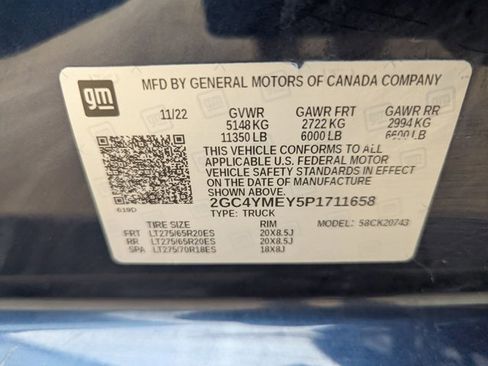 gm
MFD BY GENERAL MOTORS OF CANADA COMPANY
11/22 GVWR GAWR FRT GAWR RR
5148 KG 2722 KG 2994 KG
11350 LB 6000 LB 6600 LB
THIS VEHICLE CONFORMS TO ALL
APPLICABLE U.S. FEDERAL MOTOR
VEHICLE SAFETY STANDARDS IN EFFECT
ON THE DATE OF MANUFACTURE
SHOWN ABOVE.
2GC4YMEY5P1711658
619D TYPE: TRUCK MODEL: 58CK20743
TIRE SIZE RIM
FRT LT275/65R20ES 20X8.5J
RR LT275/65R20ES 20X8.5J
SPA LT275/70R18ES 18X8J